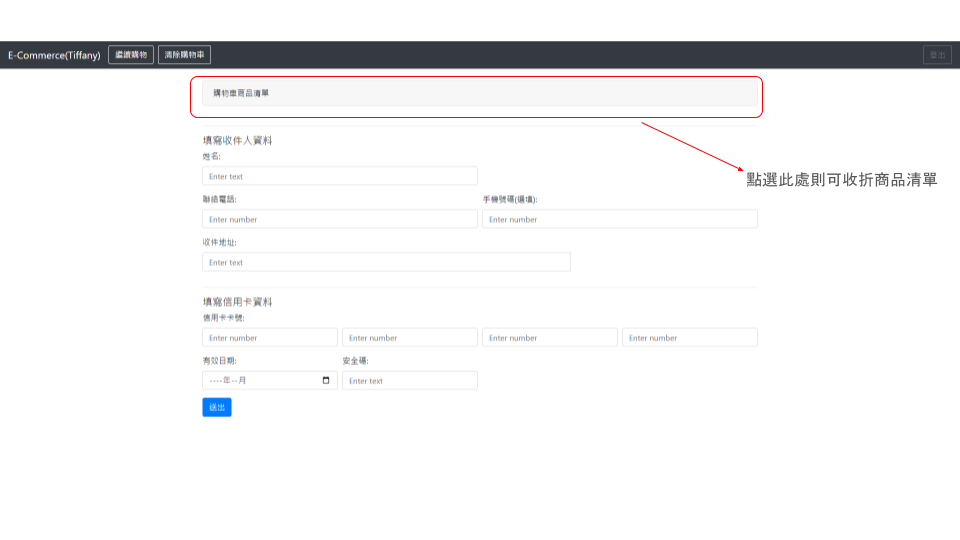 E-Commerce(Tiffany) 繼續購物 清除購物車 登出
購物車商品清單
點選此處則可收折商品清單
填寫收件人資料
姓名:
Enter text
聯絡電話: 手機號碼(選填):
Enter number Enter number
收件地址:
Enter text
填寫信用卡資料
信用卡卡號:
Enter number Enter number Enter number Enter number
有效日期: 安全碼:
----年--月 Enter text
送出